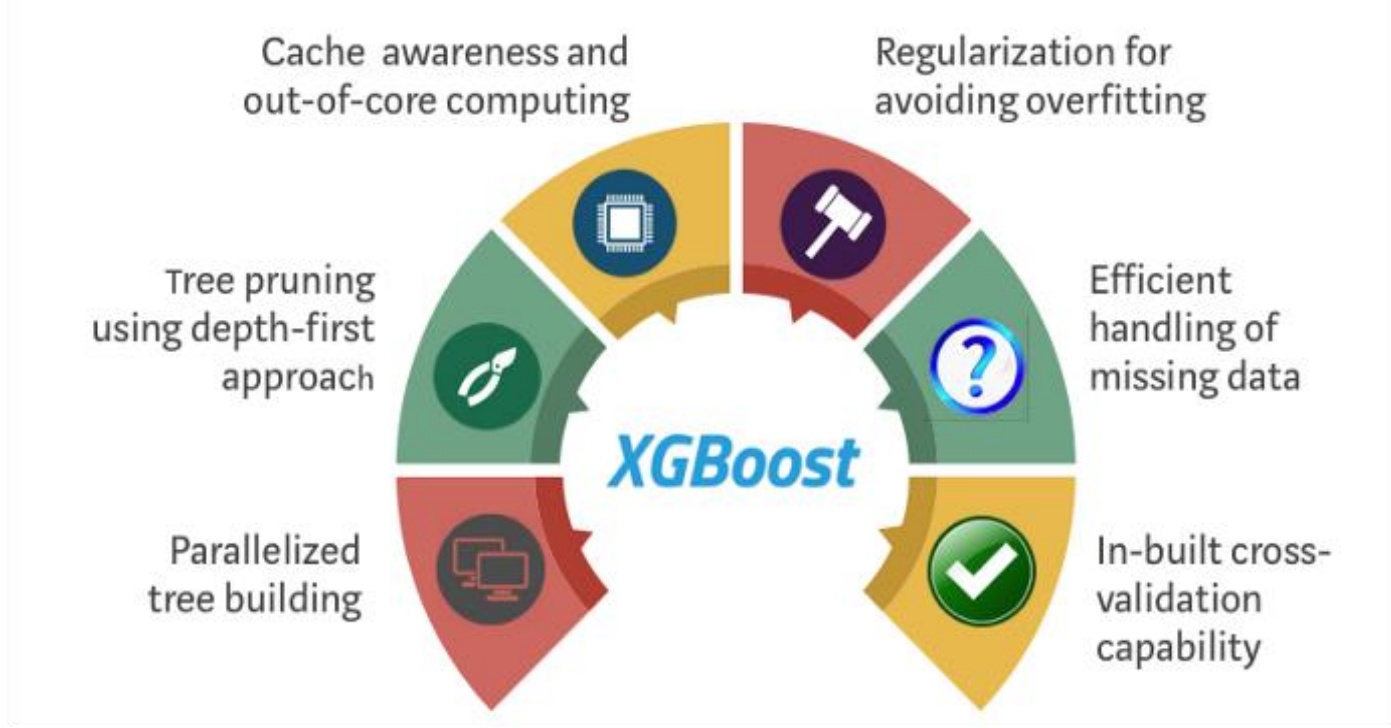 Cache awareness and
out-of-core computing
Regularization for
avoiding overfitting
Tree pruning
using depth-first
approach
Efficient
handling of
missing data
XGBoost
Parallelized
tree building
In-built cross-
validation
capability